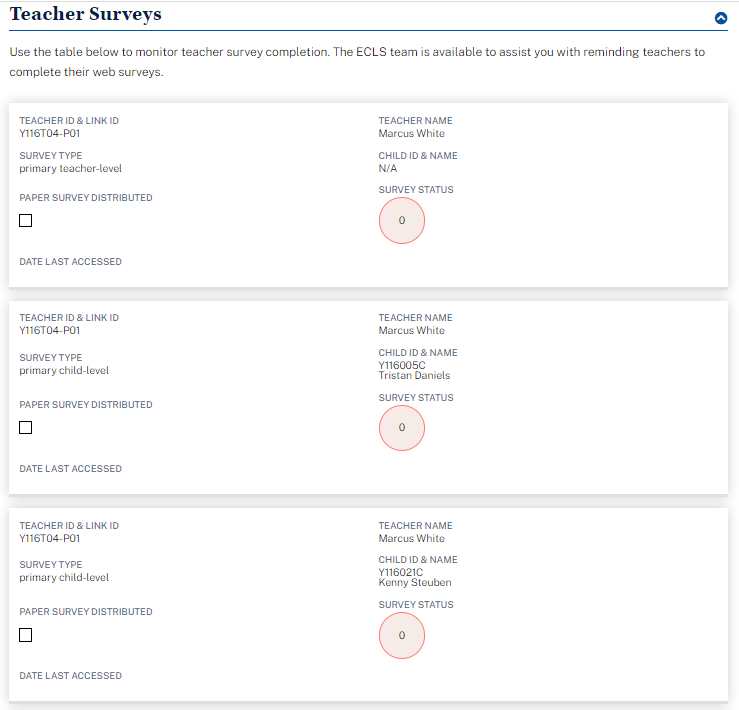 Teacher Surveys
Use the table below to monitor teacher survey completion. The ECLS team is available to assist you with reminding teachers to
complete their web surveys.
TEACHER ID & LINK ID
Y116T04-P01
TEACHER NAME
Marcus White
SURVEY TYPE
primary teacher-level
CHILD ID & NAME
N/A
PAPER SURVEY DISTRIBUTED
SURVEY STATUS
0
DATE LAST ACCESSED
TEACHER ID & LINK ID
Y116T04-P01
TEACHER NAME
Marcus White
SURVEY TYPE
primary child-level
CHILD ID & NAME
Y116005C
Tristan Daniels
PAPER SURVEY DISTRIBUTED
SURVEY STATUS
0
DATE LAST ACCESSED
TEACHER ID & LINK ID
Y116T04-P01
TEACHER NAME
Marcus White
SURVEY TYPE
primary child-level
CHILD ID & NAME
Y116021C
Kenny Steuben
PAPER SURVEY DISTRIBUTED
SURVEY STATUS
0
DATE LAST ACCESSED